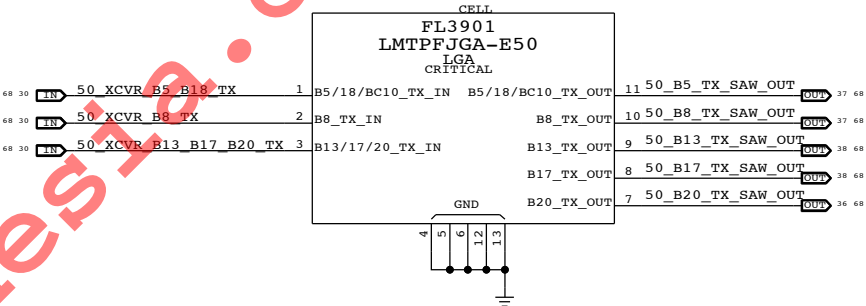 CELL
FL3901
LMTPFJGA-E50
LGA
CRITICAL
68 30 IN 50_XCVR_B5_B18_TX 1 B5/18/BC10_TX_IN B5/18/BC10_TX_OUT 11 50_B5_TX_SAW_OUT OUT 37 68
68 30 IN 50_XCVR_B8_TX 2 B8_TX_IN B8_TX_OUT 10 50_B8_TX_SAW_OUT OUT 37 68
68 30 IN 50_XCVR_B13_B17_B20_TX 3 B13/17/20_TX_IN B13_TX_OUT 9 50_B13_TX_SAW_OUT OUT 38 68
B17_TX_OUT 8 50_B17_TX_SAW_OUT OUT 38 68
B20_TX_OUT 7 50_B20_TX_SAW_OUT OUT 36 68
GND
4 5 6 12 13
esia.c